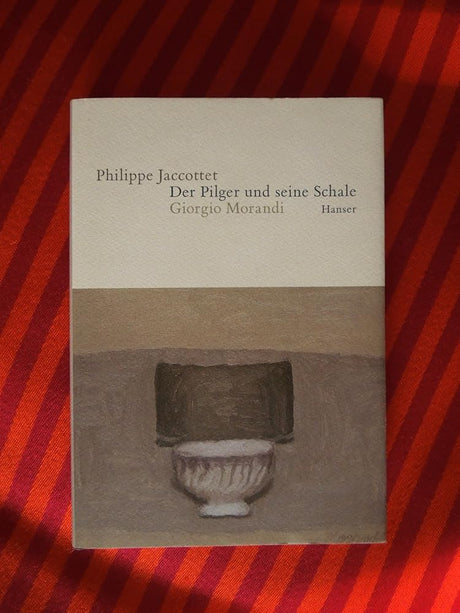 Philippe Jaccottet
Der Pilger und seine Schale
Giorgio Morandi Hanser